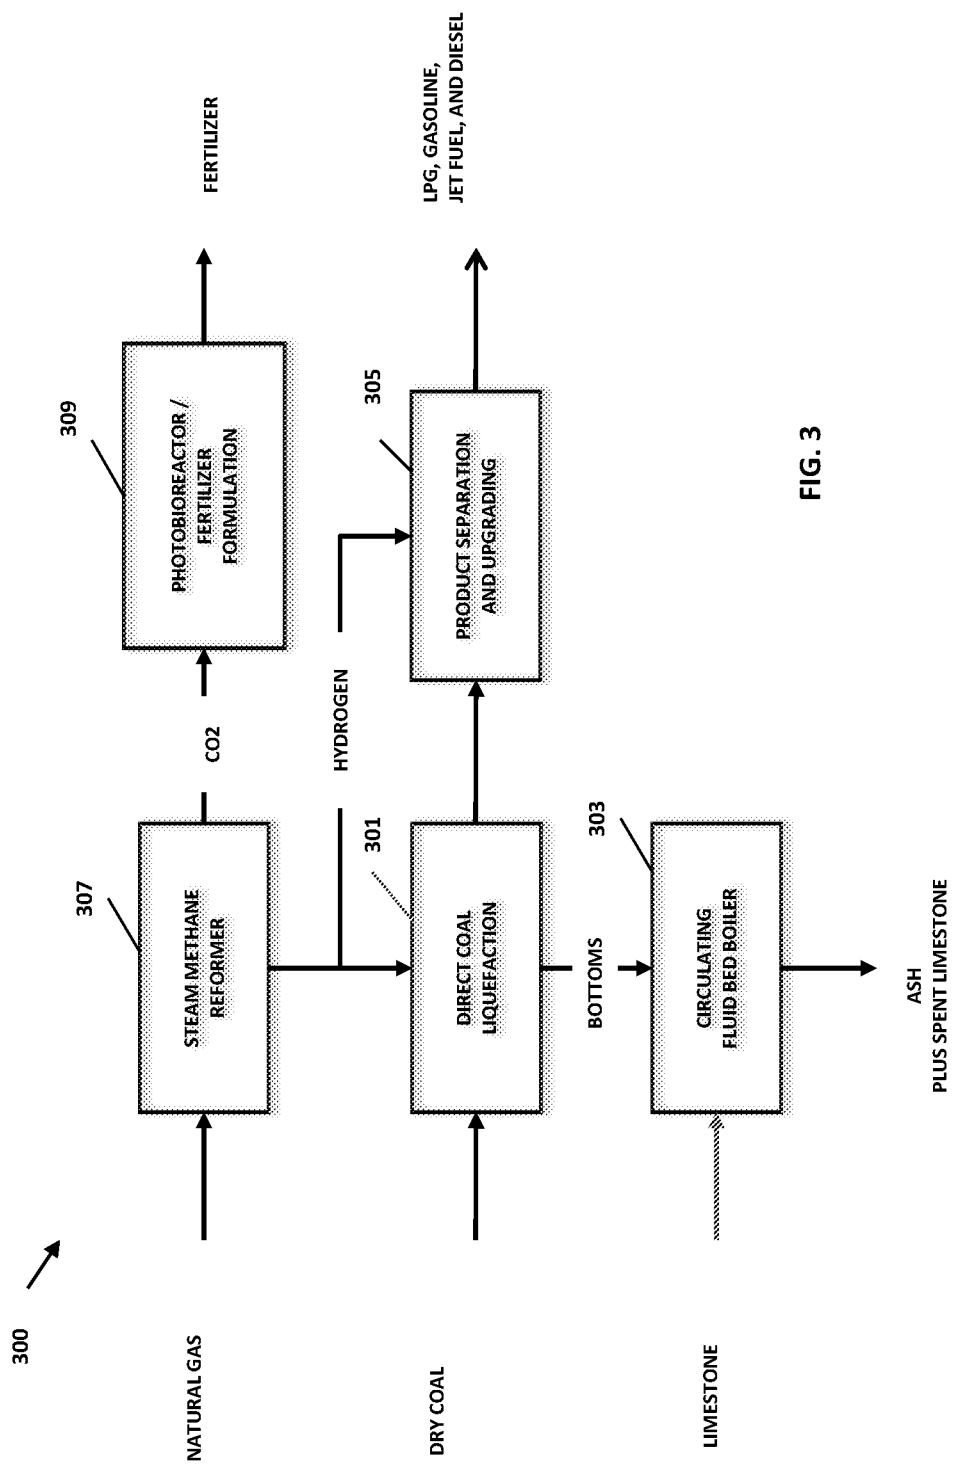 300
NATURAL GAS
307
STEAM METHANE
REFORMER
CO2
309
PHOTOBIOREACTOR /
FERTILIZER
FORMULATION
FERTILIZER
HYDROGEN
DRY COAL
301
DIRECT COAL
LIQUEFACTION
305
PRODUCT SEPARATION
AND UPGRADING
LPG, GASOLINE,
JET FUEL, AND DIESEL
BOTTOMS
LIMESTONE
303
CIRCULATING
FLUID BED BOILER
ASH
PLUS SPENT LIMESTONE
FIG. 3